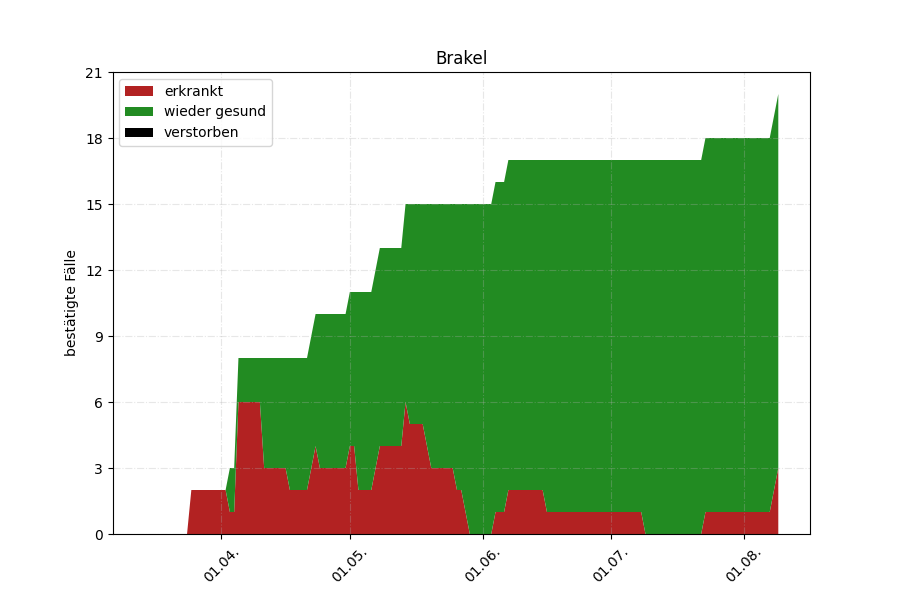 Brakel
21
18
15
12
9
6
3
0
bestätigte Fälle
erkrankt
wieder gesund
verstorben
01.04.
01.05.
01.06.
01.07.
01.08.